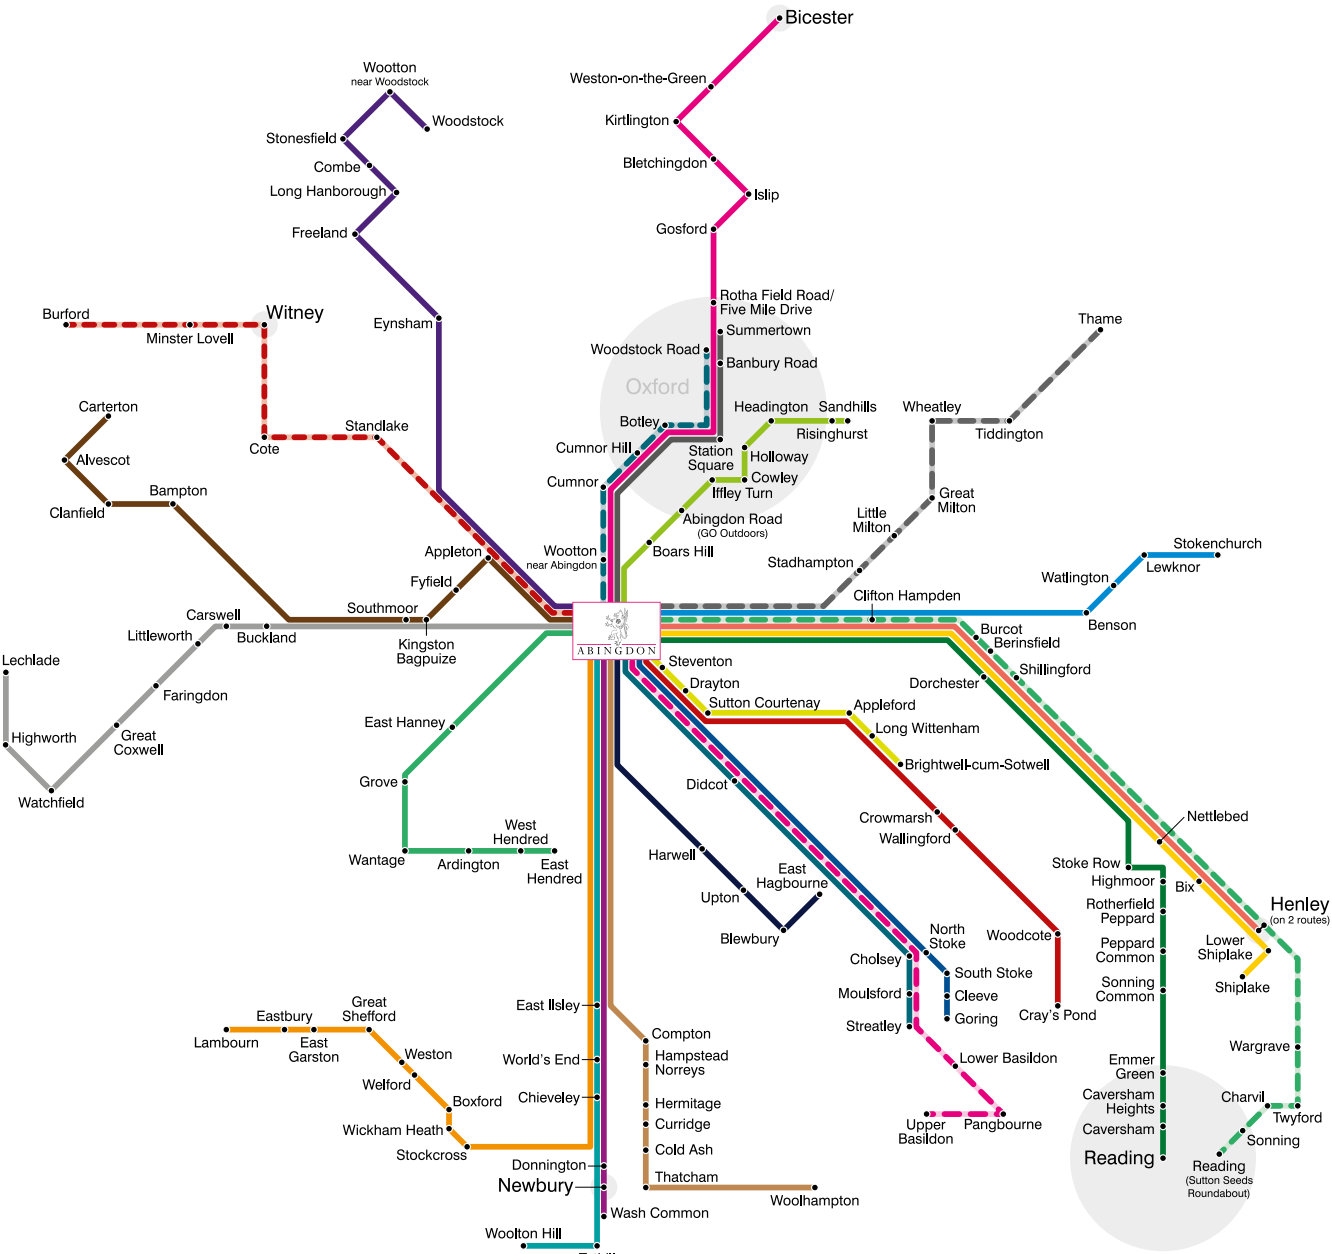 Bicester
Wootton
near Woodstock
Weston-on-the-Green
Woodstock
Kirtlington
Stonesfield
Bletchingdon
Combe
Long Hanborough
Islip
Gosford
Freeland
Rotha Field Road/
Five Mile Drive
Burford
Witney
Eynsham
Minster Lovell
Summertown
Thame
Woodstock Road
Banbury Road
Oxford
Carterton
Standlake
Cote
Botley
Headington
Sandhills
Risinghurst
Wheatley
Tiddington
Cumnor Hill
Station
Square
Holloway
Alvescot
Cumnor
Cowley
Iffley Turn
Bampton
Clanfield
Great
Milton
Little
Milton
Abingdon Road
(GO Outdoors)
Appleton
Wootton
near Abingdon
Boars Hill
Stadhampton
Stokenchurch
Lewknor
Watlington
Fyfield
Clifton Hampden
Southmoor
Carswell
Littleworth
Buckland
Kingston
Bagpuize
ABINGDON
Benson
Burcot
Berinsfield
Lechlade
Steventon
Shillingford
Dorchester
Drayton
Faringdon
Sutton Courtenay
Appleford
East Hanney
Long Wittenham
Highworth
Great
Coxwell
Brightwell-cum-Sotwell
Grove
Didcot
Watchfield
Nettlebed
Crowmarsh
Wallingford
West
Hendred
Wantage
Ardington
East
Hendred
Harwell
East
Hagbourne
Stoke Row
Highmoor
Bix
Upton
Rotherfield
Peppard
Henley
(on 2 routes)
Blewbury
North
Stoke
Woodcote
Peppard
Common
Lower
Shiplake
Cholsey
South Stoke
Shiplake
Moulsford
Cleeve
Sonning
Common
East Ilsley
Goring
Streatley
Cray's Pond
Great
Shefford
Eastbury
Lambourn
East
Garston
Compton
Wargrave
Weston
World's End
Hampstead
Norreys
Lower Basildon
Emmer
Green
Welford
Chieveley
Hermitage
Caversham
Heights
Charvil
Twyford
Boxford
Curridge
Upper
Basildon
Pangbourne
Caversham
Wickham Heath
Sonning
Stockcross
Cold Ash
Reading
Donnington
Reading
(Sutton Seeds
Roundabout)
Newbury
Thatcham
Woolhampton
Wash Common
Woolton Hill